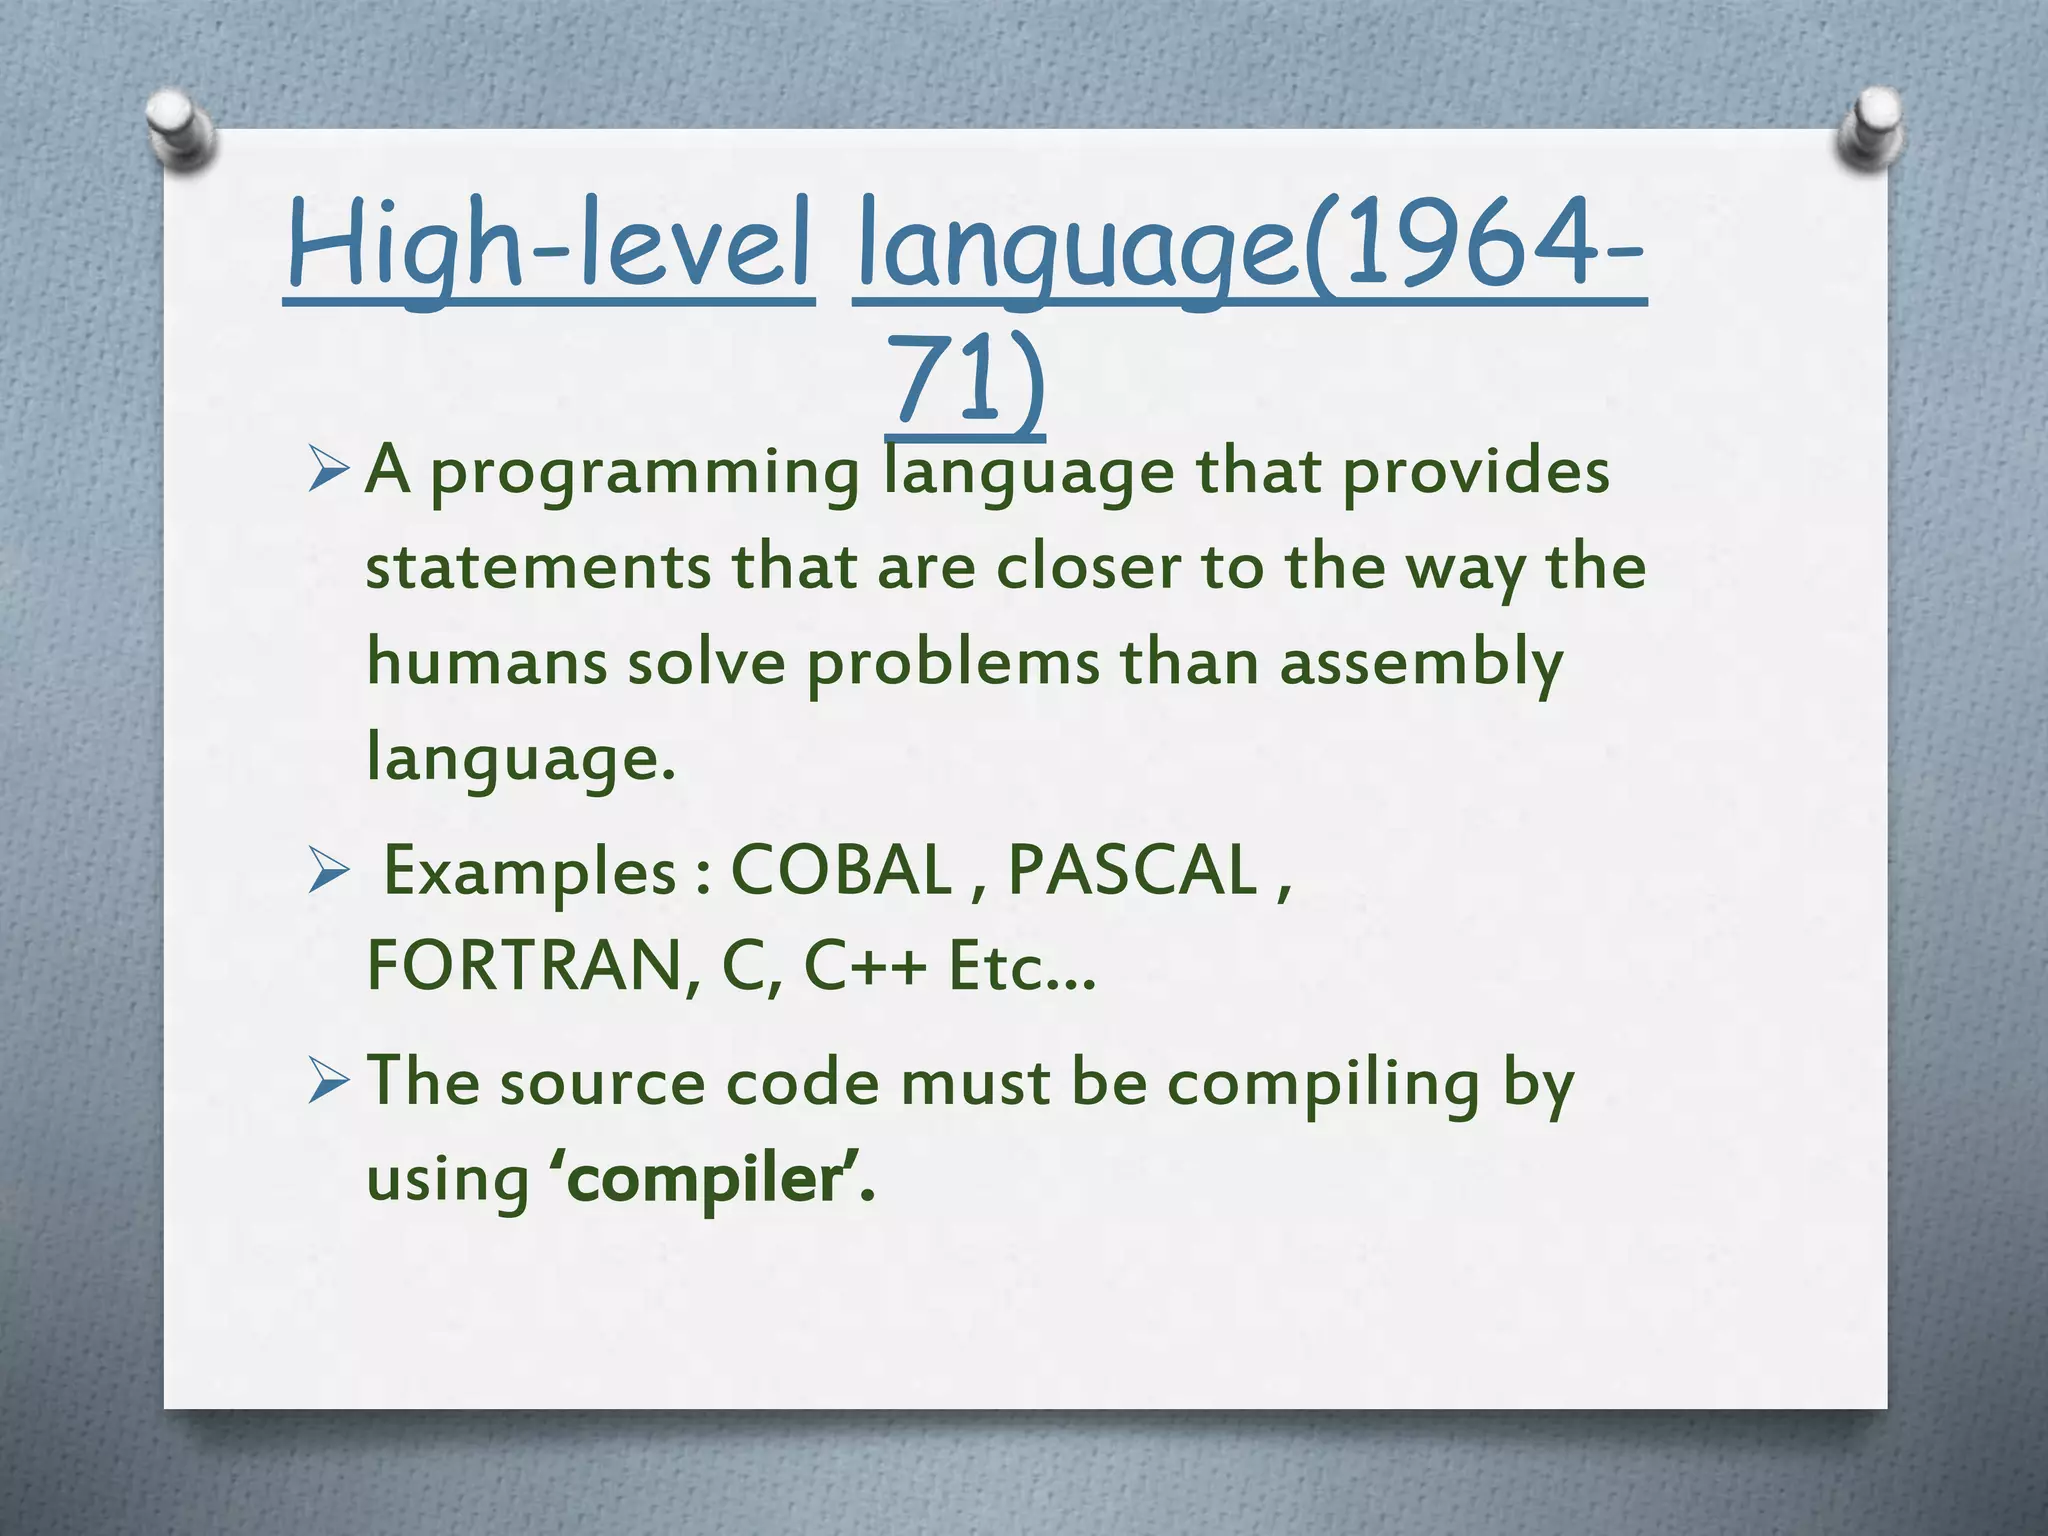 High-level language(1964-
71)
➢ A programming language that provides
statements that are closer to the way the
humans solve problems than assembly
language.
➢ Examples : COBAL , PASCAL ,
FORTRAN, C, C++ Etc...
➢ The source code must be compiling by
using ‘compiler’.